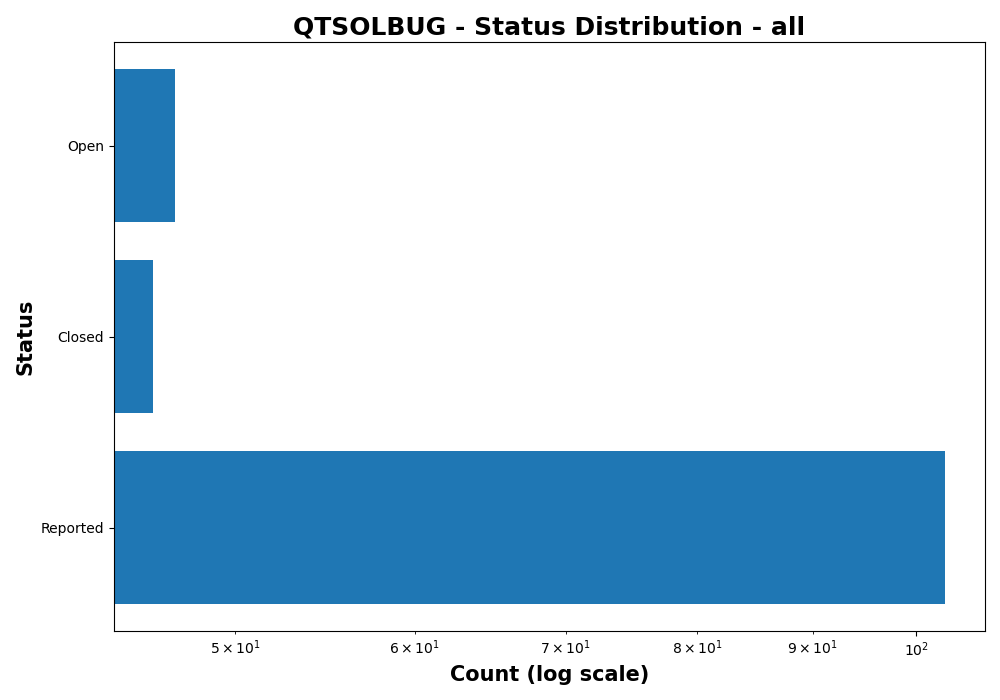 QTSOLBUG - Status Distribution - all
Open
Closed
Reported
Status
5 × 10¹
6 × 10¹
7 × 10¹
8 × 10¹
9 × 10¹
10²
Count (log scale)